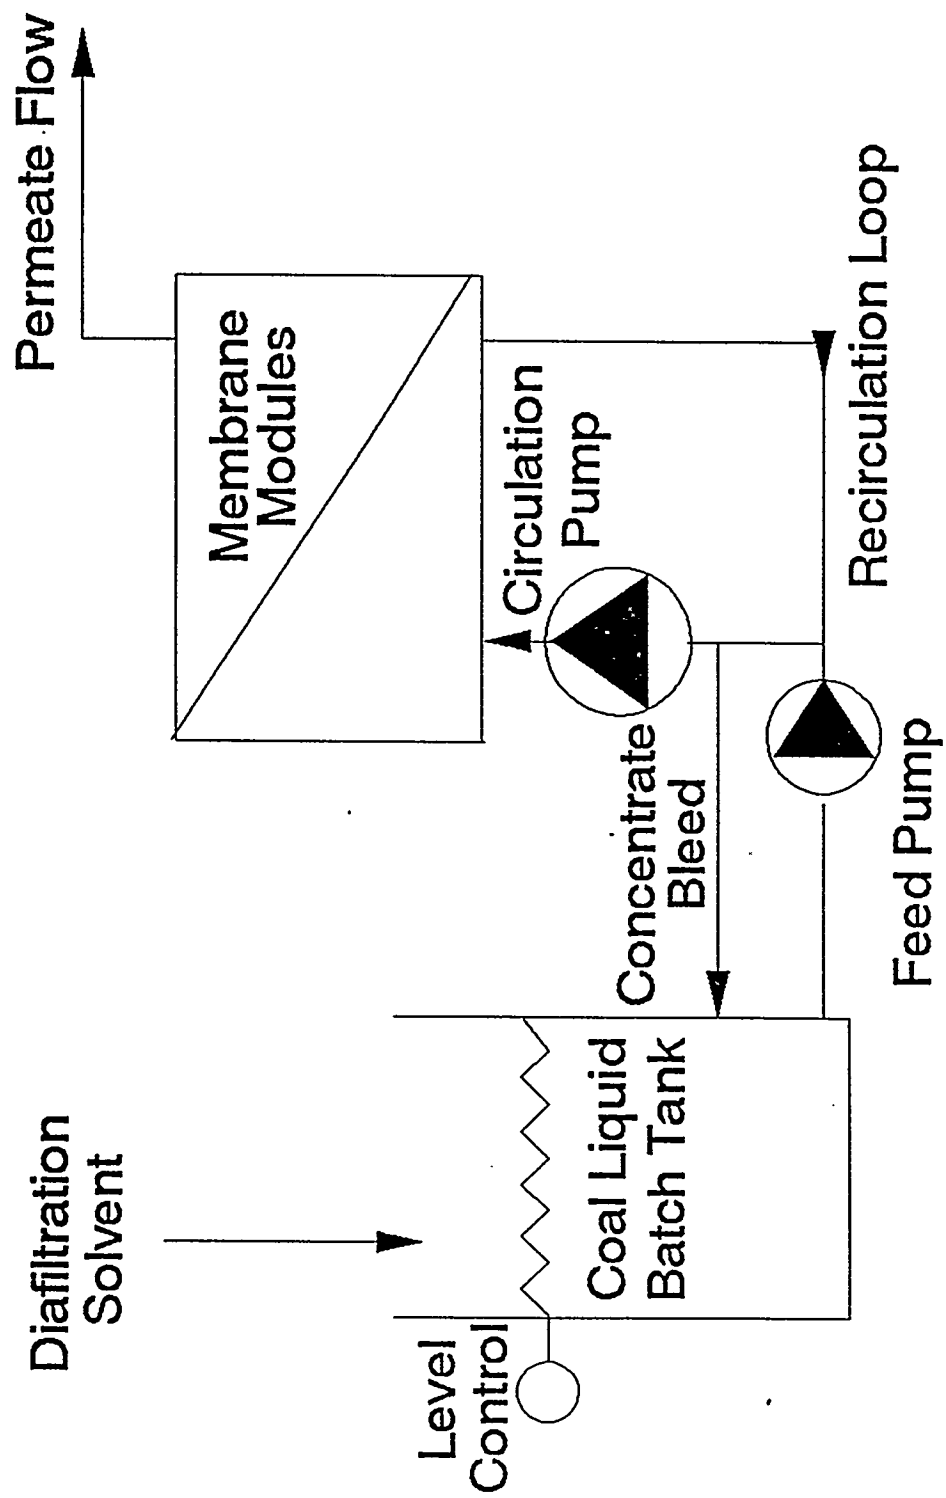 Diafiltration
Solvent
Permeate Flow
Level
Control
Coal Liquid
Batch Tank
Membrane
Modules
Circulation
Pump
Concentrate
Bleed
Feed Pump
Recirculation Loop